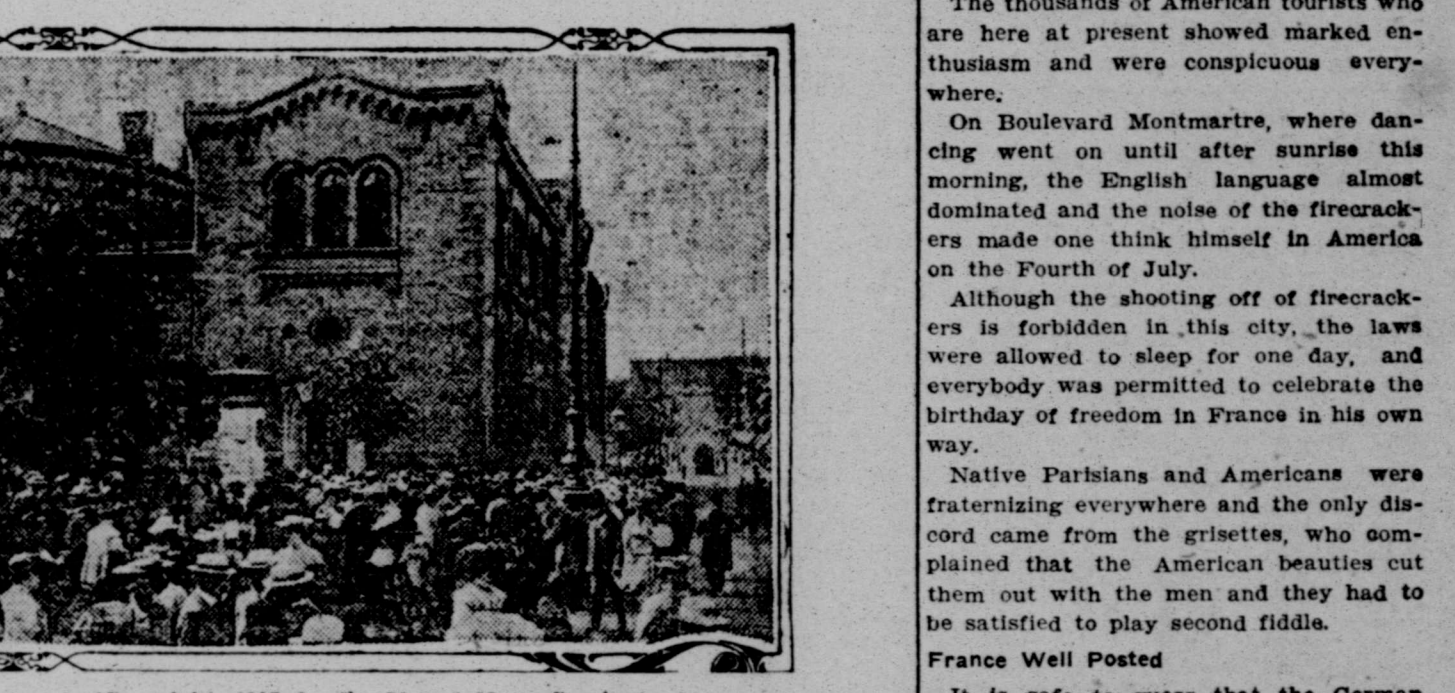 The thousands of American tourists who
are here at present showed marked en-
thusiasm and were conspicuous every-
where.
On Boulevard Montmartre, where dan-
cing went on until after sunrise this
morning, the English language almost
dominated and the noise of the firecrack-
ers made one think himself in America
on the Fourth of July.
Although the shooting off of firecrack-
ers is forbidden in this city, the laws
were allowed to sleep for one day, and
everybody was permitted to celebrate the
birthday of freedom in France in his own
way.
Native Parisians and Americans were
fraternizing everywhere and the only dis-
cord came from the grisettes, who com-
plained that the American beauties cut
them out with the men and they had to
be satisfied to play second fiddle.
France Well Posted
It is safe to that the German